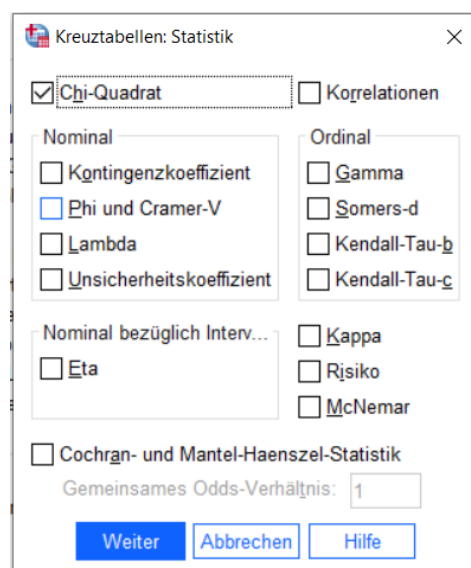 Kreuztabellen: Statistik
Chi-Quadrat
Korrelationen
Nominal
Kontingenzkoeffizient
Phi und Cramer-V
Lambda
Unsicherheitskoeffizient
Ordinal
Gamma
Somers-d
Kendall-Tau-b
Kendall-Tau-c
Nominal bezüglich Interv...
Eta
Kappa
Risiko
McNemar
Cochran- und Mantel-Haenszel-Statistik
Gemeinsames Odds-Verhältnis: 1
Weiter Abbrechen Hilfe